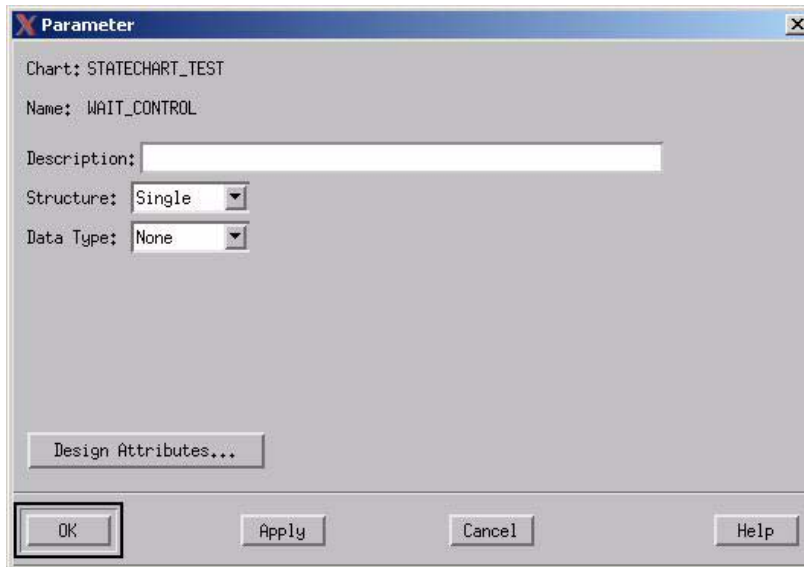 Parameter
Chart: STATECHART_TEST
Name: WAIT_CONTROL
Description:
Structure: Single
Data Type: None
Design Attributes...
OK Apply Cancel Help